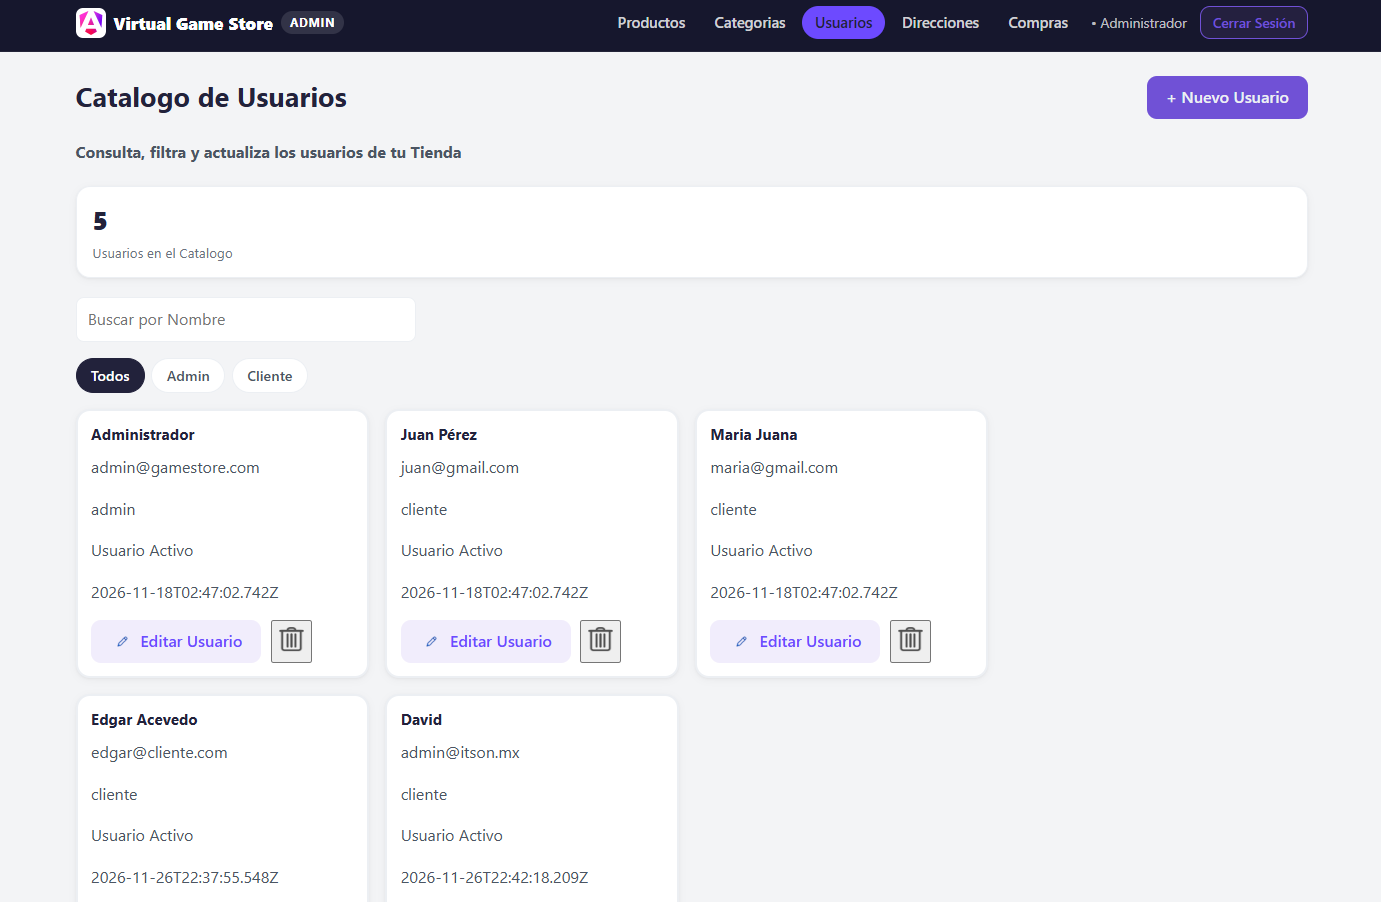 Virtual Game Store ADMIN Productos Categorias Usuarios Direcciones Compras • Administrador Cerrar Sesión
Catalogo de Usuarios
+ Nuevo Usuario
Consulta, filtra y actualiza los usuarios de tu Tienda
5
Usuarios en el Catalogo
Buscar por Nombre
Todos Admin Cliente
Administrador
admin@gamestore.com
admin
Usuario Activo
2026-11-18T02:47:02.742Z
Editar Usuario
Juan Pérez
juan@gmail.com
cliente
Usuario Activo
2026-11-18T02:47:02.742Z
Editar Usuario
Maria Juana
maria@gmail.com
cliente
Usuario Activo
2026-11-18T02:47:02.742Z
Editar Usuario
Edgar Acevedo
edgar@cliente.com
cliente
Usuario Activo
2026-11-26T22:37:55.548Z
David
admin@itson.mx
cliente
Usuario Activo
2026-11-26T22:42:18.209Z